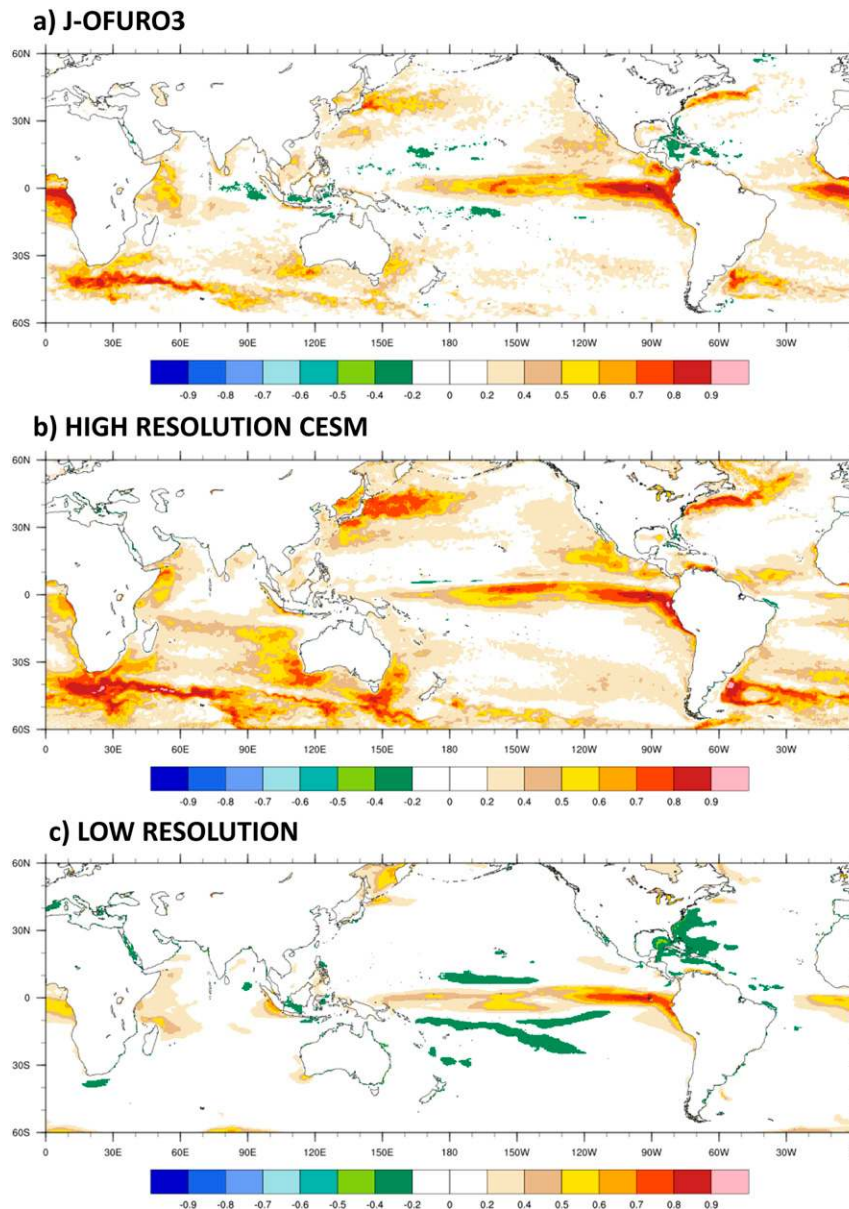 a) J-OFURO3
60N
30N
0
30S
60S
0 30E 60E 90E 120E 150E 180 150W 120W 90W 60W 30W
-0.9 -0.8 -0.7 -0.6 -0.5 -0.4 -0.2 0 0.2 0.5 0.6 0.7 0.8 0.9
b) HIGH RESOLUTION CESM
60N
30N
0
30S
60S
0 30E 60E 90E 120E 150E 180 150W 120W 90W 60W 30W
-0.9 -0.8 -0.7 -0.6 -0.5 -0.4 -0.2 0 0.2 0.5 0.6 0.7 0.8 0.9
c) LOW RESOLUTION
60N
30N
0
30S
60S
0 30E 60E 90E 120E 150E 180 150W 120W 90W 60W 30W
-0.9 -0.8 -0.7 -0.6 -0.5 -0.4 -0.2 0 0.2 0.4 0.5 0.6 0.7 0.8 0.9